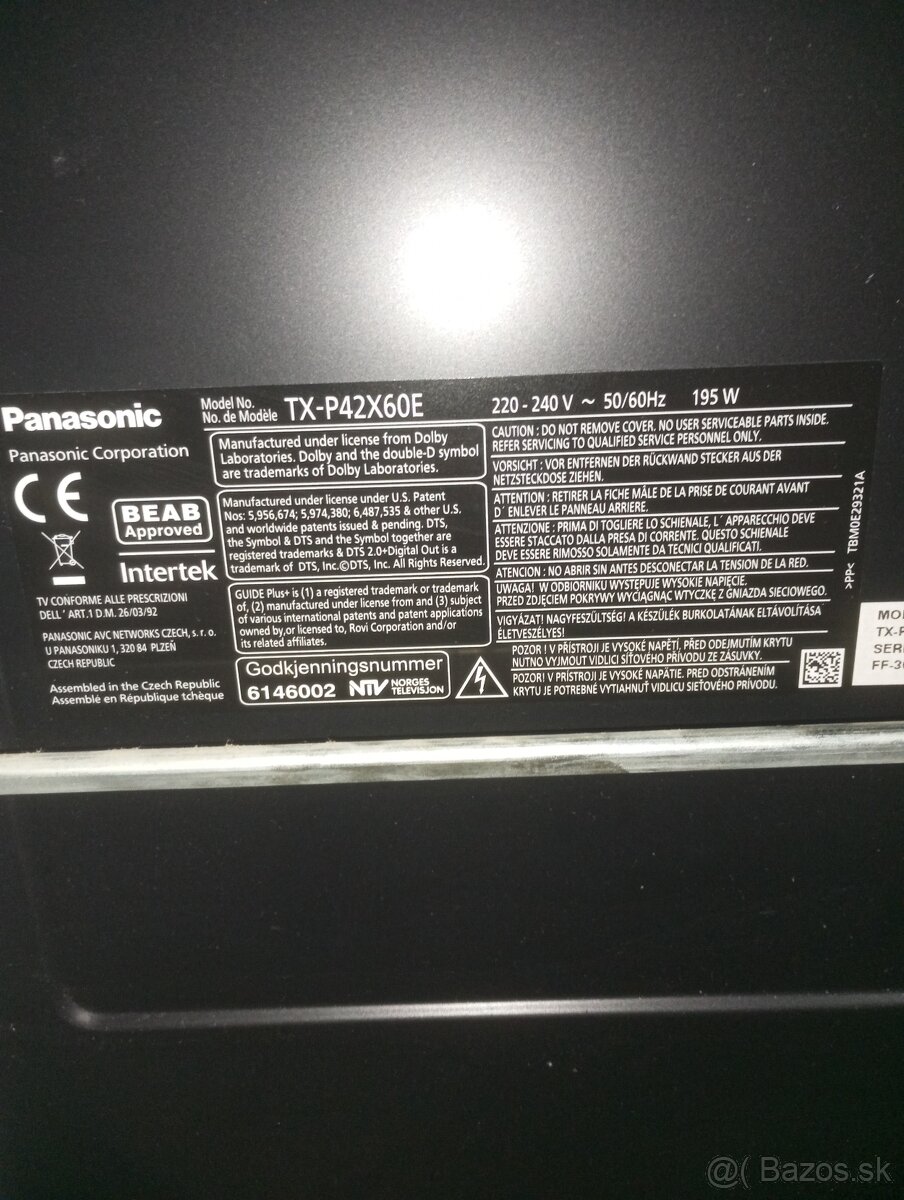 Panasonic
Panasonic Corporation
CE
BEAB
Approved
Intertek
TV CONFORME ALLE PRESCRIZIONI
DELL' ART.1 D.M. 26/03/92
PANASONIC AVC NETWORKS CZECH, s. r. o.
U PANASONIKU 1, 320 84 PLZEŇ
CZECH REPUBLIC
Assembled in the Czech Republic
Assemblé en République tchèque
Model No.
No. de Modèle TX-P42X60E
220 - 240 V ~ 50/60Hz 195 W
Manufactured under license from Dolby
Laboratories. Dolby and the double-D symbol
are trademarks of Dolby Laboratories.
Manufactured under license under U.S. Patent
Nos: 5,956,674; 5,974,380; 6,487,535 & other U.S.
and worldwide patents issued & pending. DTS,
the Symbol & DTS and the Symbol together are
registered trademarks & DTS 2.0+Digital Out is a
trademark of DTS, Inc.©DTS, Inc. All Rights Reserved.
GUIDE Plus+ is (1) a registered trademark or trademark
of, (2) manufactured under license from and (3) subject
of various international patents and patent applications
owned by,or licensed to, Rovi Corporation and/or
its related affiliates.
Godkjenningsnummer
6146002 NTV NORGES
TELEVISJON
CAUTION : DO NOT REMOVE COVER. NO USER SERVICEABLE PARTS INSIDE.
REFER SERVICING TO QUALIFIED SERVICE PERSONNEL ONLY.
VORSICHT : VOR ENTFERNEN DER RÜCKWAND STECKER AUS DER
NETZSTECKDOSE ZIEHEN.
ATTENTION : RETIRER LA FICHE MÂLE DE LA PRISE DE COURANT AVANT
D´ ENLEVER LE PANNEAU ARRIERE.
ATTENZIONE : PRIMA DI TOGLIERE LO SCHIENALE, L´ APPARECCHIO DEVE
ESSERE STACCATO DALLA PRESA DI CORRENTE. QUESTO SCHIENALE
DEVE ESSERE RIMOSSO SOLAMENTE DA TECNICI QUALIFICATI.
ATENCION : NO ABRIR SIN ANTES DESCONECTAR LA TENSION DE LA RED.
UWAGA! W ODBIORNIKU WYSTĘPUJE WYSOKIE NAPIĘCIE.
PRZED ZDJĘCIEM POKRYWY WYCIĄGNĄĆ WTYCZKĘ Z GNIAZDA SIECIOWEGO.
VIGYÁZAT! NAGYFESZÜLTSÉG! A KÉSZÜLÉK BURKOLATÁNAK ELTÁVOLÍTÁSA
ÉLETVESZÉLYES!
POZOR ! V PŘÍSTROJI JE VYSOKÉ NAPĚTÍ, PŘED ODEJMUTÍM KRYTU
NUTNO VYJMOUT VIDLICI SÍŤOVÉHO PŘÍVODU ZE ZÁSUVKY.
POZOR! V PRÍSTROJI JE VYSOKÉ NAPÄTIE. PRED ODSTRÁNENÍM
KRYTU JE POTREBNÉ VYTIAHNUŤ VIDLICU SIEŤOVÉHO PRÍVODU.
>PP< TBM0E29321A
TX-P
SERI
@( Bazos.sk